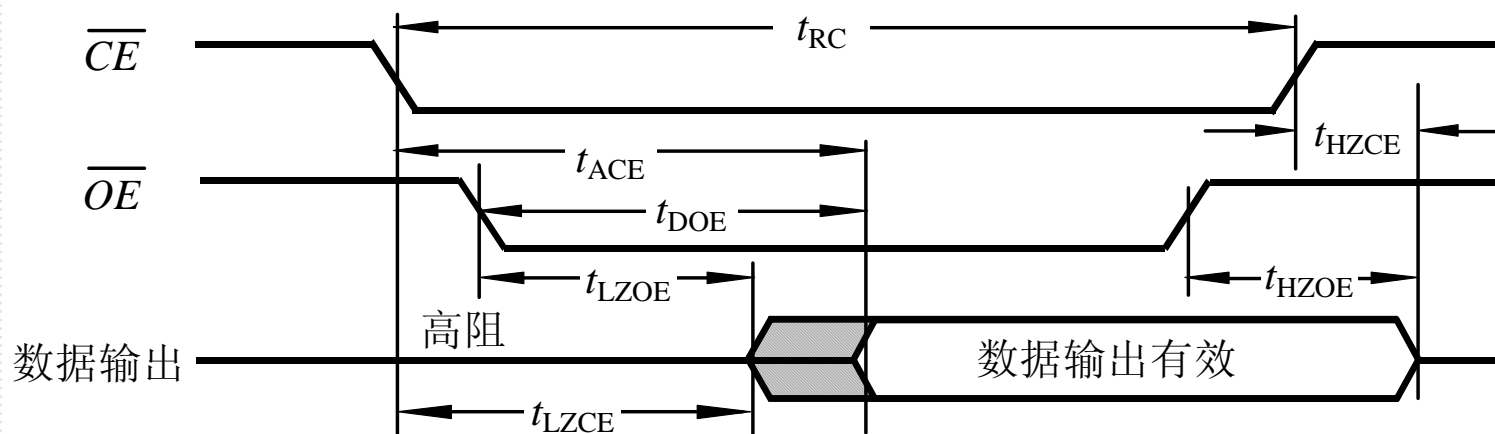 CE
t_RC
t_HZCE
t_ACE
OE
t_DOE
t_LZOE
t_HZOE
高阻
数据输出
数据输出有效
t_LZCE